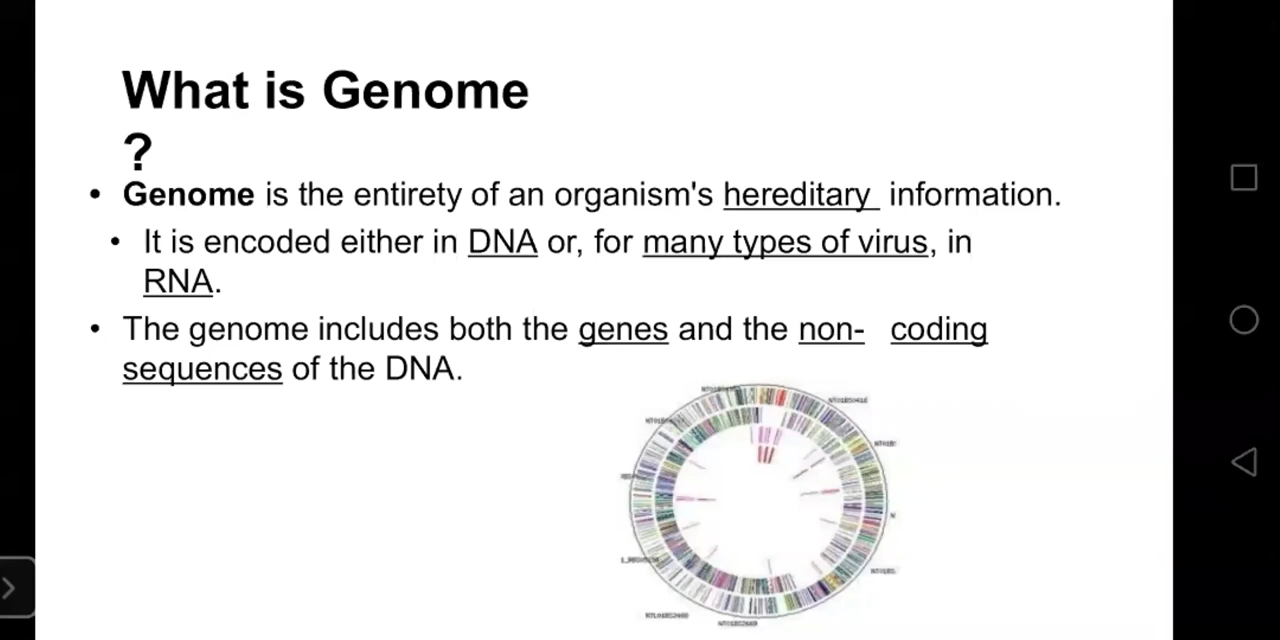 What is Genome
?
• Genome is the entirety of an organism's hereditary information.
• It is encoded either in DNA or, for many types of virus, in
RNA.
• The genome includes both the genes and the non- coding
sequences of the DNA.